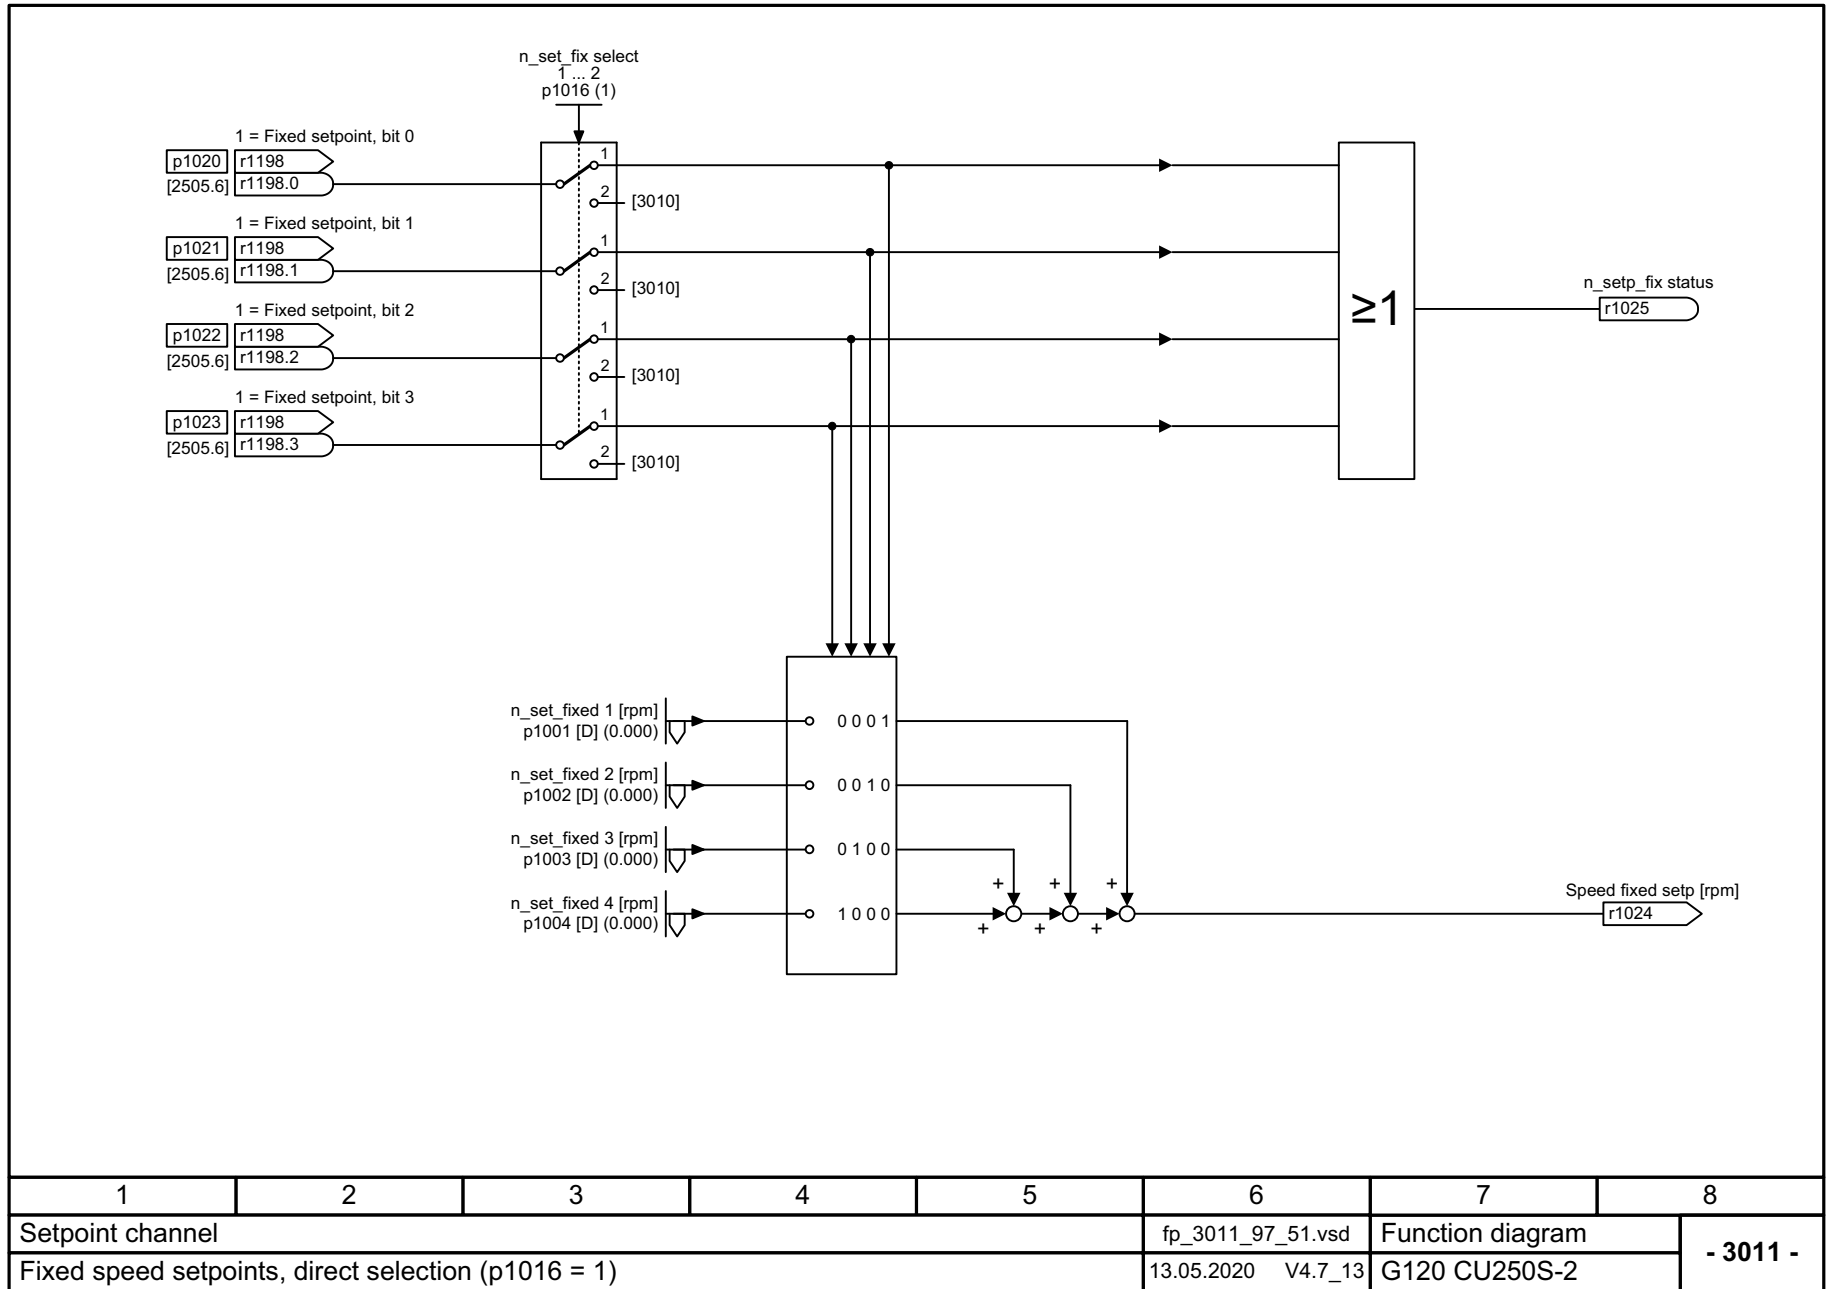 n_set_fix select
1 ... 2
p1016 (1)
1 = Fixed setpoint, bit 0
p1020 r1198
[2505.6] r1198.0
1
2 [3010]
1 = Fixed setpoint, bit 1
p1021 r1198
[2505.6] r1198.1
1
2 [3010]
1 = Fixed setpoint, bit 2
p1022 r1198
[2505.6] r1198.2
1
2 [3010]
1 = Fixed setpoint, bit 3
p1023 r1198
[2505.6] r1198.3
1
2 [3010]
≥1
n_setp_fix status
r1025
n_set_fixed 1 [rpm]
p1001 [D] (0.000)
0 0 0 1
n_set_fixed 2 [rpm]
p1002 [D] (0.000)
0 0 1 0
n_set_fixed 3 [rpm]
p1003 [D] (0.000)
0 1 0 0
n_set_fixed 4 [rpm]
p1004 [D] (0.000)
1 0 0 0
+ + +
+ + +
Speed fixed setp [rpm]
r1024
1 2 3 4 5 6 7 8
Setpoint channel fp_3011_97_51.vsd Function diagram
- 3011 -
Fixed speed setpoints, direct selection (p1016 = 1) 13.05.2020 V4.7_13 G120 CU250S-2